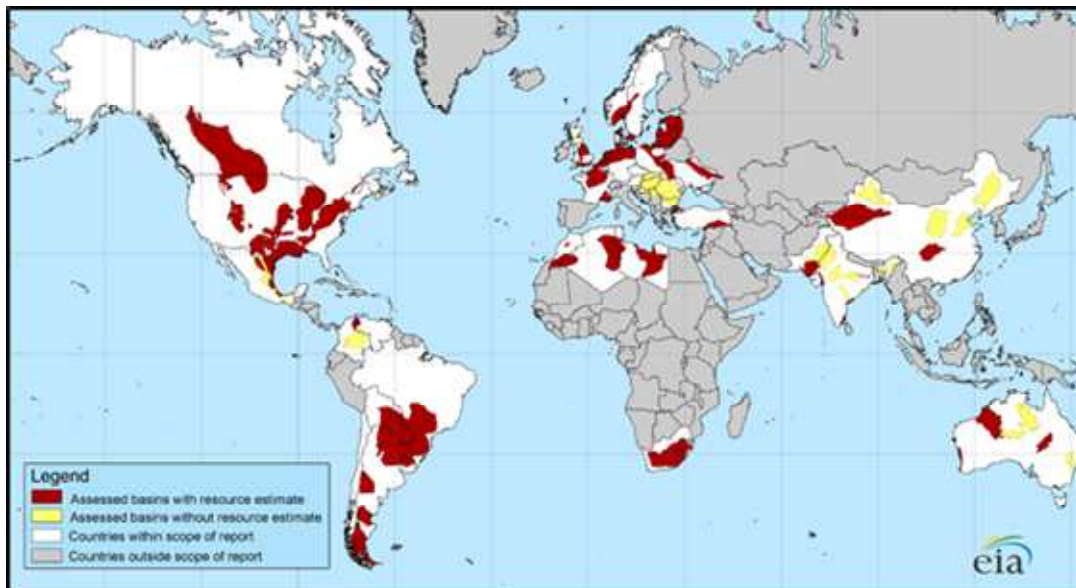 Legend
Assessed basins with resource estimate
Assessed basins without resource estimate
Countries within scope of report
Countries outside scope of report
eia